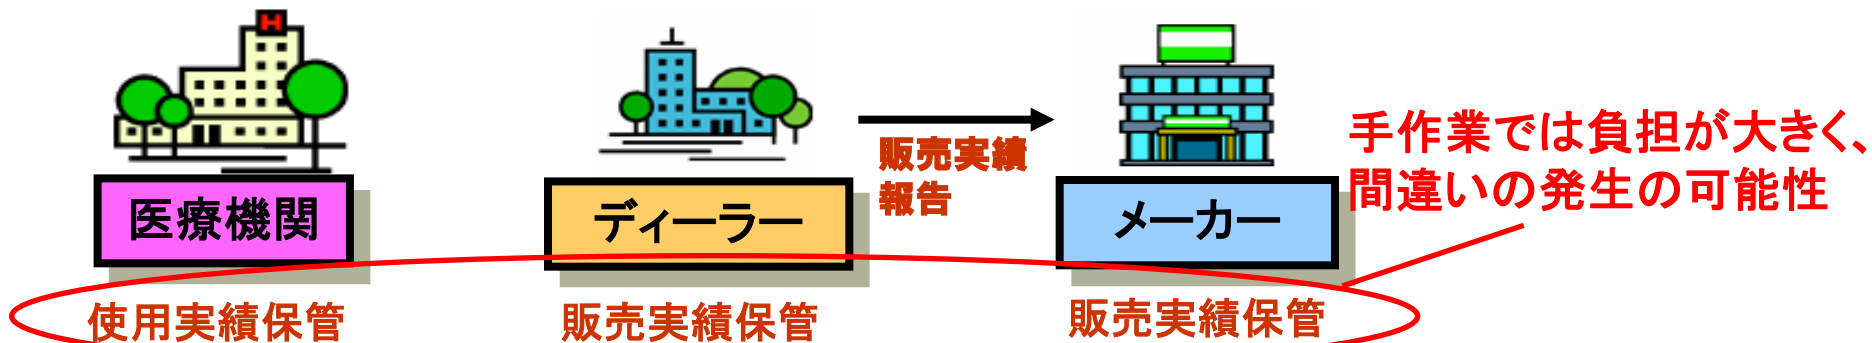 H
医療機関
ディーラー
販売実績
報告
メーカー
手作業では負担が大きく、
間違いの発生の可能性
使用実績保管
販売実績保管
販売実績保管